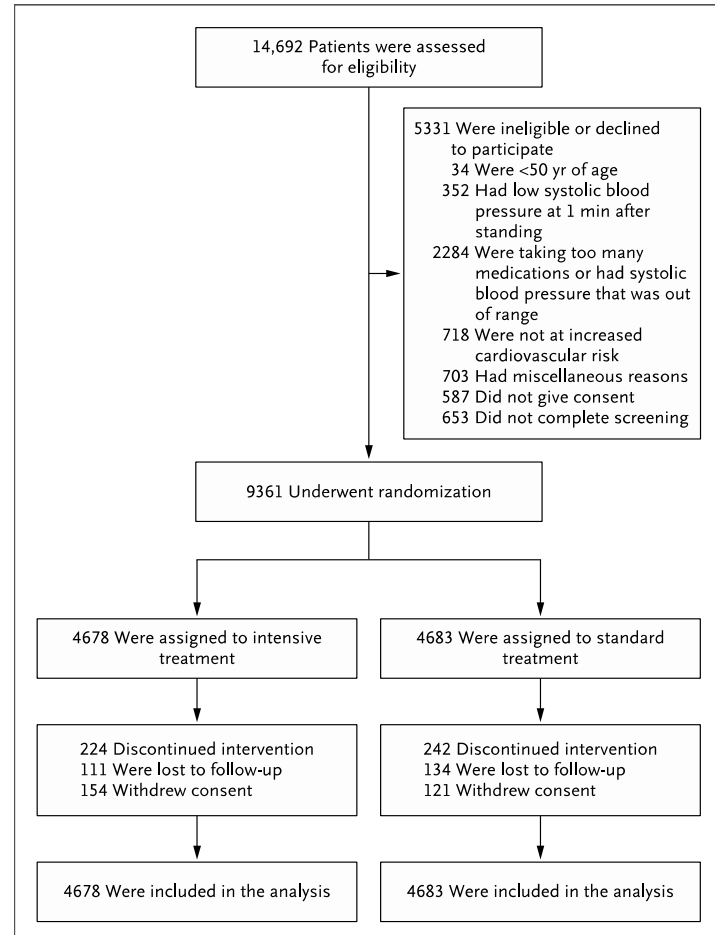 14,692 Patients were assessed
for eligibility
5331 Were ineligible or declined
to participate
34 Were <50 yr of age
352 Had low systolic blood
pressure at 1 min after
standing
2284 Were taking too many
medications or had systolic
blood pressure that was out
of range
718 Were not at increased
cardiovascular risk
703 Had miscellaneous reasons
587 Did not give consent
653 Did not complete screening
9361 Underwent randomization
4678 Were assigned to intensive
treatment
4683 Were assigned to standard
treatment
224 Discontinued intervention
111 Were lost to follow-up
154 Withdrew consent
242 Discontinued intervention
134 Were lost to follow-up
121 Withdrew consent
4678 Were included in the analysis
4683 Were included in the analysis